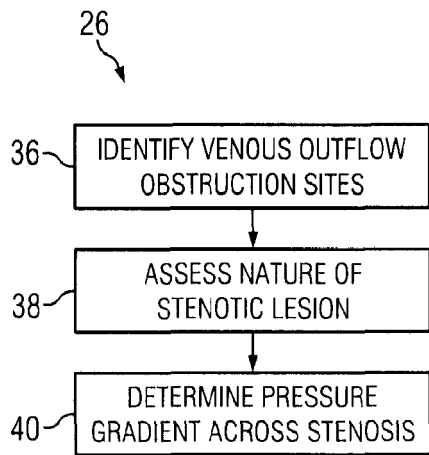 26
36
IDENTIFY VENOUS OUTFLOW
OBSTRUCTION SITES
38
ASSESS NATURE OF
STENOTIC LESION
40
DETERMINE PRESSURE
GRADIENT ACROSS STENOSIS